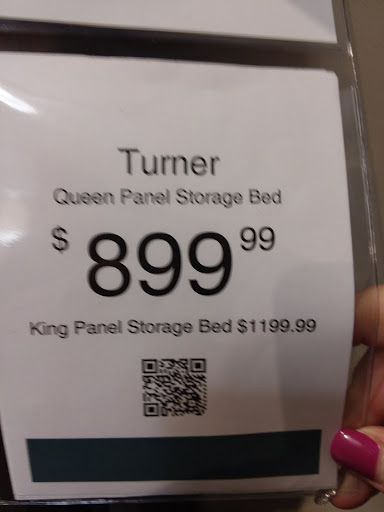 Turner
Queen Panel Storage Bed
$ 899 99
King Panel Storage Bed $1199.99